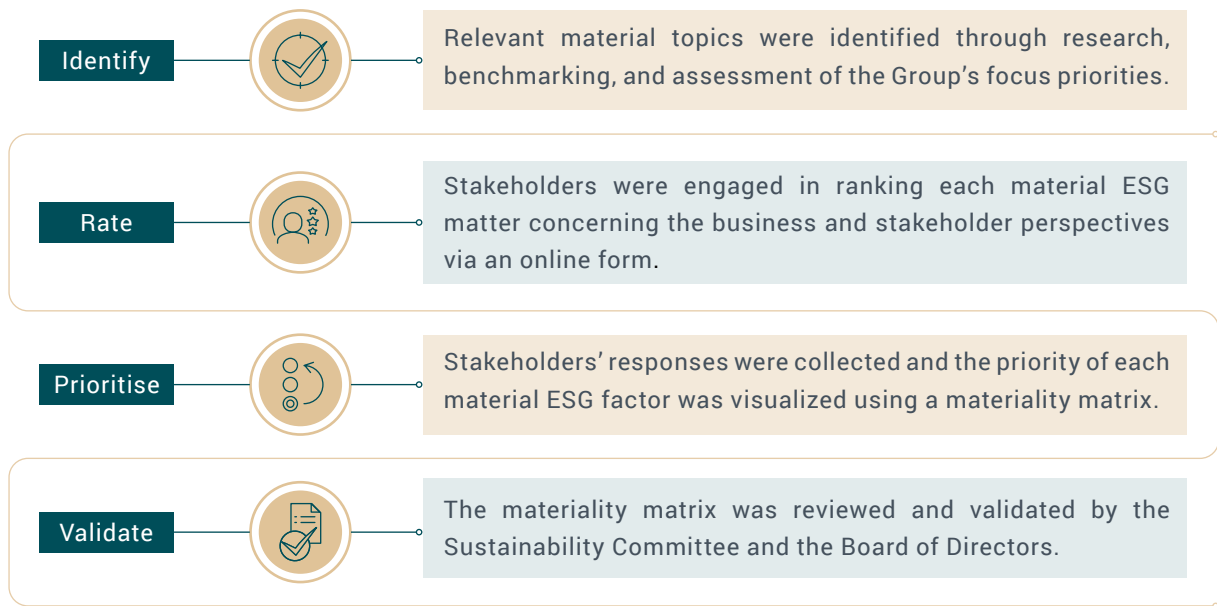 Identify
Relevant material topics were identified through research,
benchmarking, and assessment of the Group's focus priorities.
Rate
Stakeholders were engaged in ranking each material ESG
matter concerning the business and stakeholder perspectives
via an online form.
Prioritise
Stakeholders' responses were collected and the priority of each
material ESG factor was visualized using a materiality matrix.
Validate
The materiality matrix was reviewed and validated by the
Sustainability Committee and the Board of Directors.